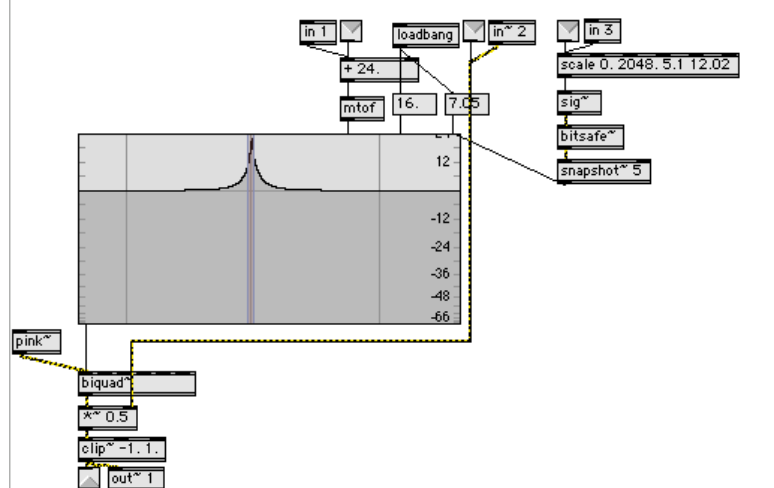 in 1
loadbang
in~ 2
in 3
+ 24.
scale 0. 2048. 5.1 12.02
mtof
16.
7.05
sig~
bitsafe~
snapshot~ 5
12
-12
-24
-36
-48
-66
pink~
biquad~
*~ 0.5
clip~ -1. 1.
out~ 1